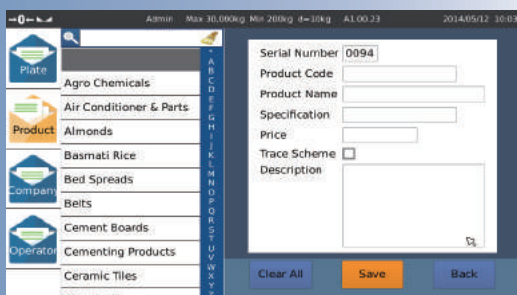 →0← Admin Max 30,000kg Min 200kg d=10kg A1.00.23 2014/05/12 10:03
Plate
Product
Company
Operator
Agro Chemicals
Air Conditioner & Parts
Almonds
Basmati Rice
Bed Spreads
Belts
Cement Boards
Cementing Products
Ceramic Tiles
*
A
B
C
D
E
F
G
H
I
J
K
L
M
N
O
P
Q
R
S
T
U
V
W
X
Y
Serial Number 0094
Product Code
Product Name
Specification
Price
Trace Scheme
Description
Clear All
Save
Back